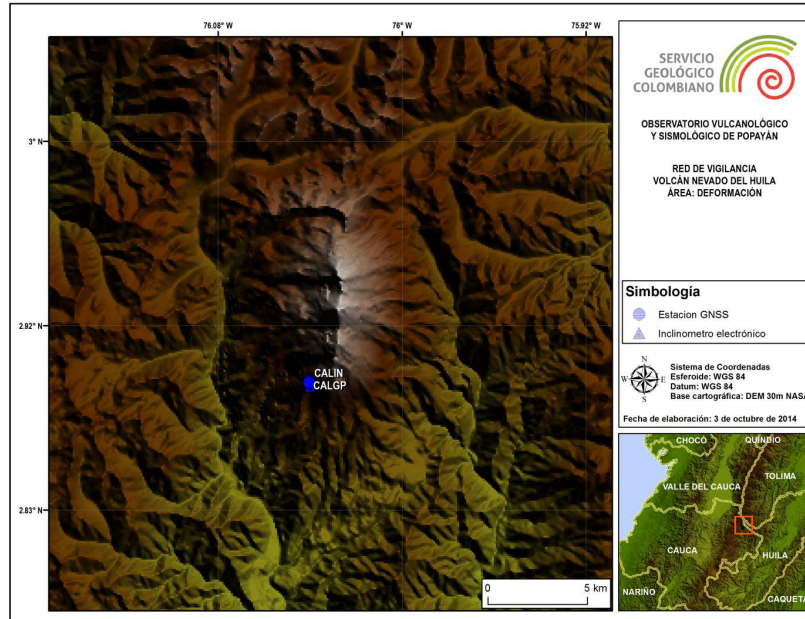 76.08° W
76° W
75.92° W
3° N
2.92° N
2.83° N
CALIN
CALGP
0
5 km
SERVICIO
GEOLÓGICO
COLOMBIANO
OBSERVATORIO VULCANOLÓGICO
Y SISMOLÓGICO DE POPAYÁN
RED DE VIGILANCIA
VOLCÁN NEVADO DEL HUILA
ÁREA: DEFORMACIÓN
Simbología
Estacion GNSS
Inclinometro electrónico
N
W
E
S
Sistema de Coordenadas
Esferoide: WGS 84
Datum: WGS 84
Base cartográfica: DEM 30m NASA
Fecha de elaboración: 3 de octubre de 2014
CHOCÓ
QUINDÍO
TOLIMA
VALLE DEL CAUCA
CAUCA
HUILA
NARIÑO
CAQUETÁ